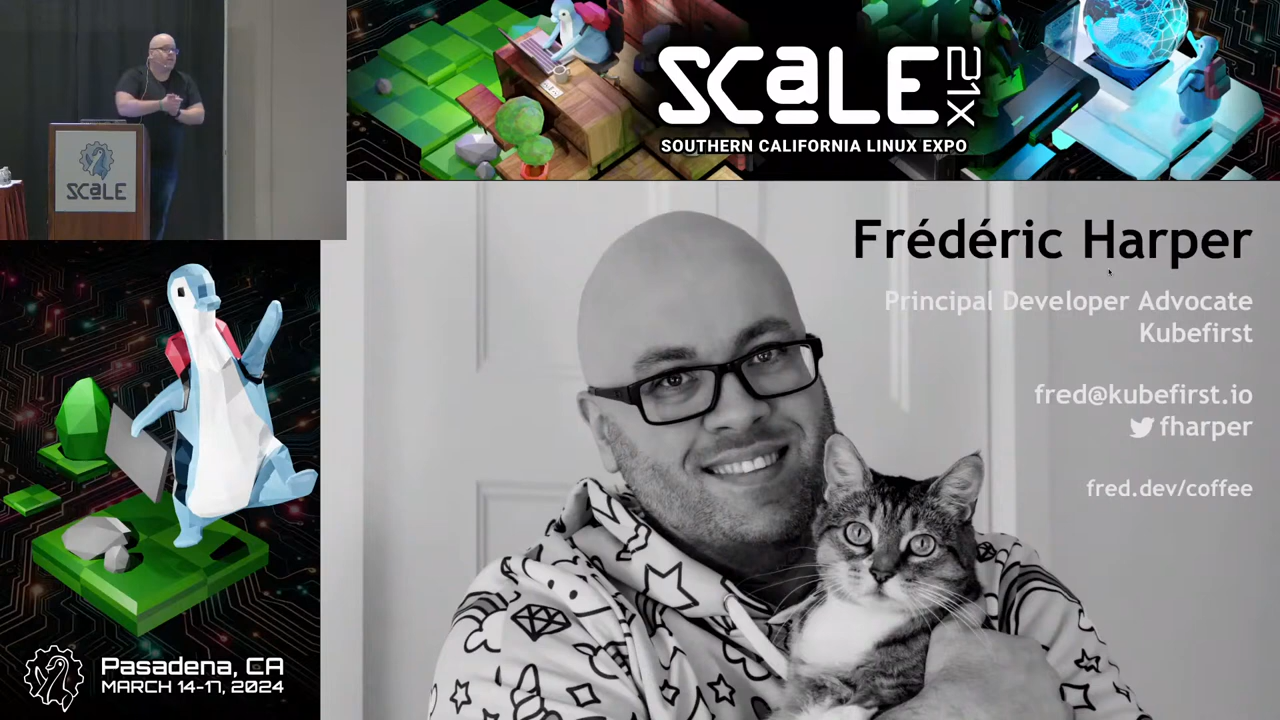 SCALE
SCALE 21X
SOUTHERN CALIFORNIA LINUX EXPO
Frédéric Harper
Principal Developer Advocate
Kubefirst
fred@kubefirst.io
fharper
fred.dev/coffee
Pasadena, CA
MARCH 14-17, 2024